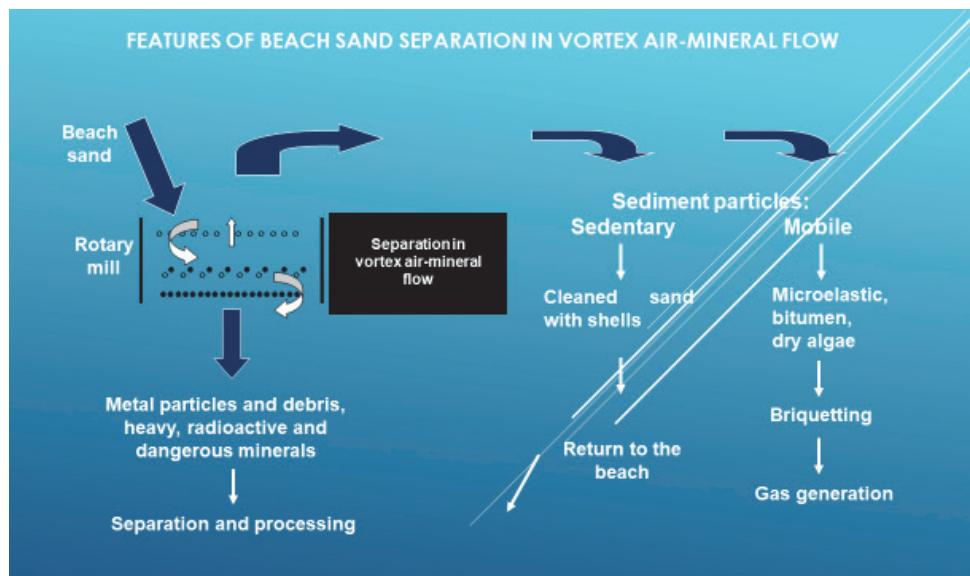 FEATURES OF BEACH SAND SEPARATION IN VORTEX AIR-MINERAL FLOW
Beach
sand
Rotary
mill
Separation in
vortex air-mineral
flow
Metal particles and debris,
heavy, radioactive and
dangerous minerals
Separation and processing
Sediment particles:
Sedentary
Mobile
Cleaned sand
with shells
Return to the
beach
Microelastic,
bitumen,
dry algae
Briquetting
Gas generation